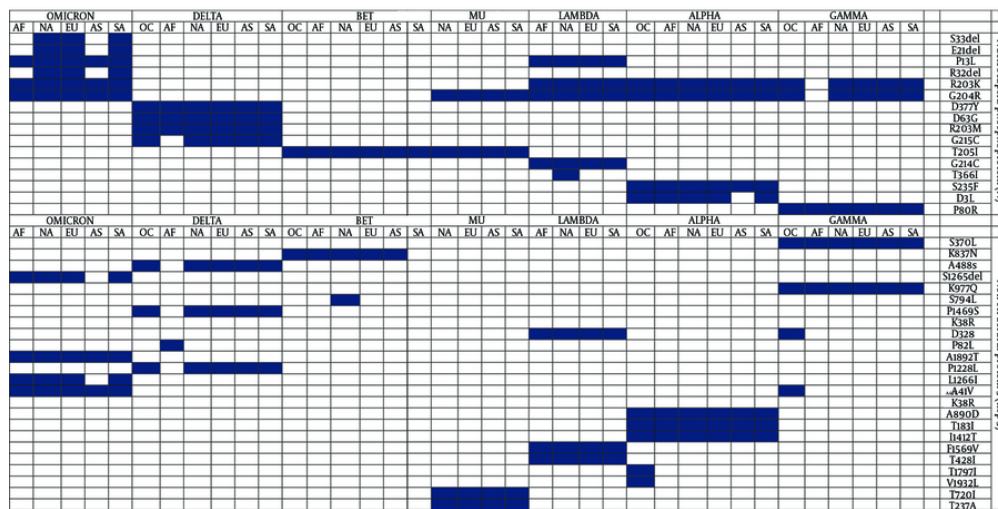 OMICRON DELTA BET MU LAMBDA ALPHA GAMMA
AF NA EU AS SA OC AF NA EU AS SA OC AF NA EU AS SA NA EU AS SA AF NA EU SA OC AF NA EU AS SA OC AF NA EU AS SA
S33del
E21del
P13L
R32del
R203K
G204R
D377Y
D63G
R203M
G215C
T205I
G214C
T366I
S235F
D3L
P80R
OMICRON DELTA BET MU LAMBDA ALPHA GAMMA
AF NA EU AS SA OC AF NA EU AS SA OC AF NA EU AS SA NA EU AS SA AF NA EU SA OC AF NA EU AS SA OC AF NA EU AS SA
S370L
K837N
A488s
S1265del
K977Q
S794L
P1469S
K38R
D328
P82L
A1892T
P1228L
L1266I
A41V
K38R
A890D
T183I
I1412T
F1569V
T428I
T1797I
V1932L
T720I
T237A